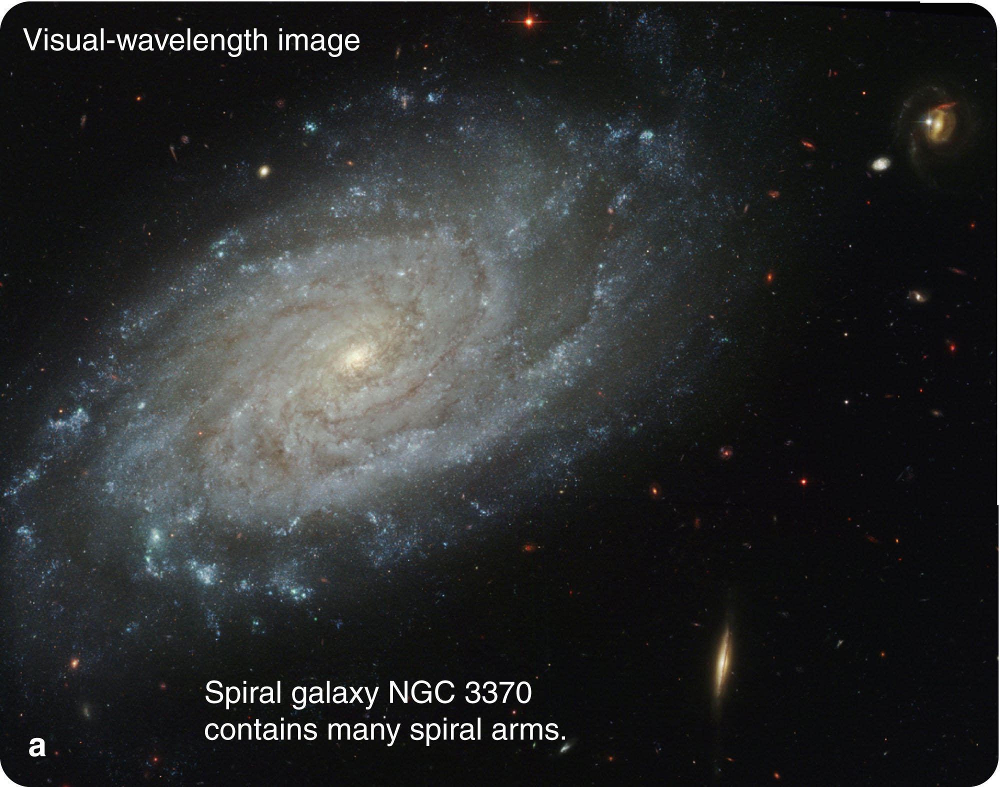 Visual-wavelength image
Spiral galaxy NGC 3370
contains many spiral arms.
a